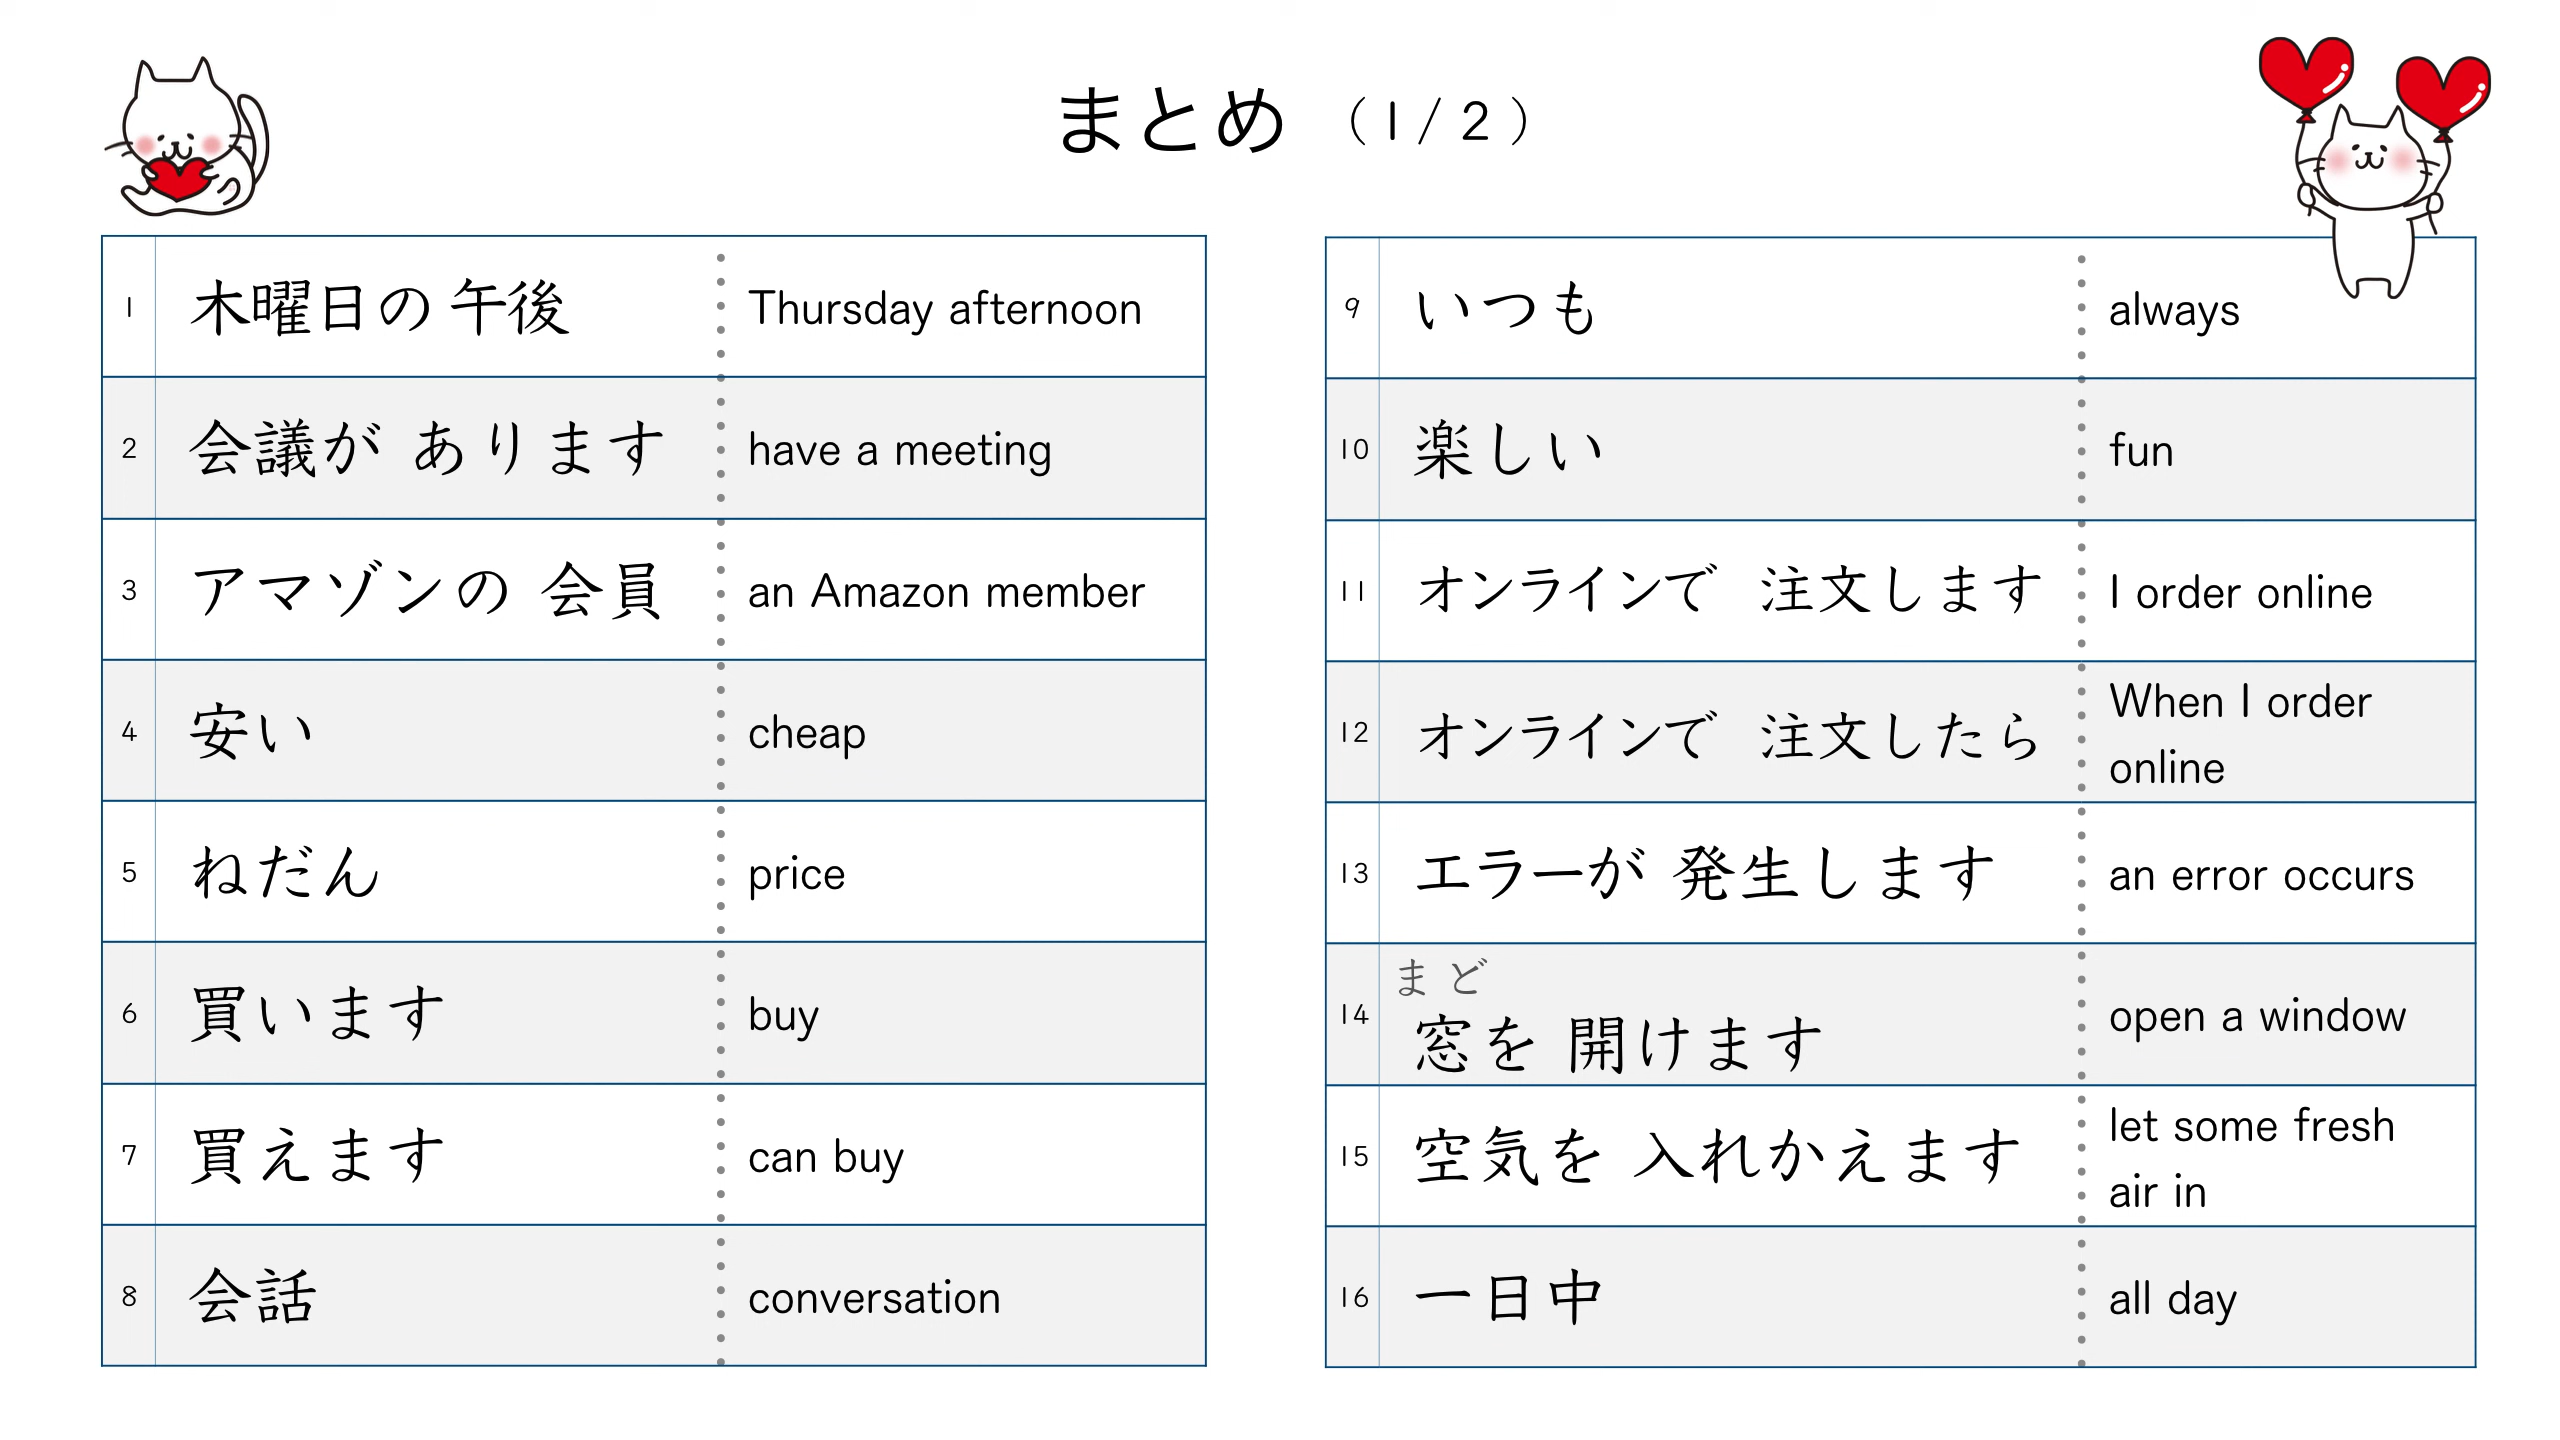 まとめ （1/2）
1 木曜日の 午後 Thursday afternoon
2 会議が あります have a meeting
3 アマゾンの 会員 an Amazon member
4 安い cheap
5 ねだん price
6 買います buy
7 買えます can buy
8 会話 conversation
9 いつも always
10 楽しい fun
11 オンラインで 注文します I order online
12 オンラインで 注文したら When I order
online
13 エラーが 発生します an error occurs
まど
14 窓を 開けます open a window
15 空気を 入れかえます let some fresh
air in
16 一日中 all day